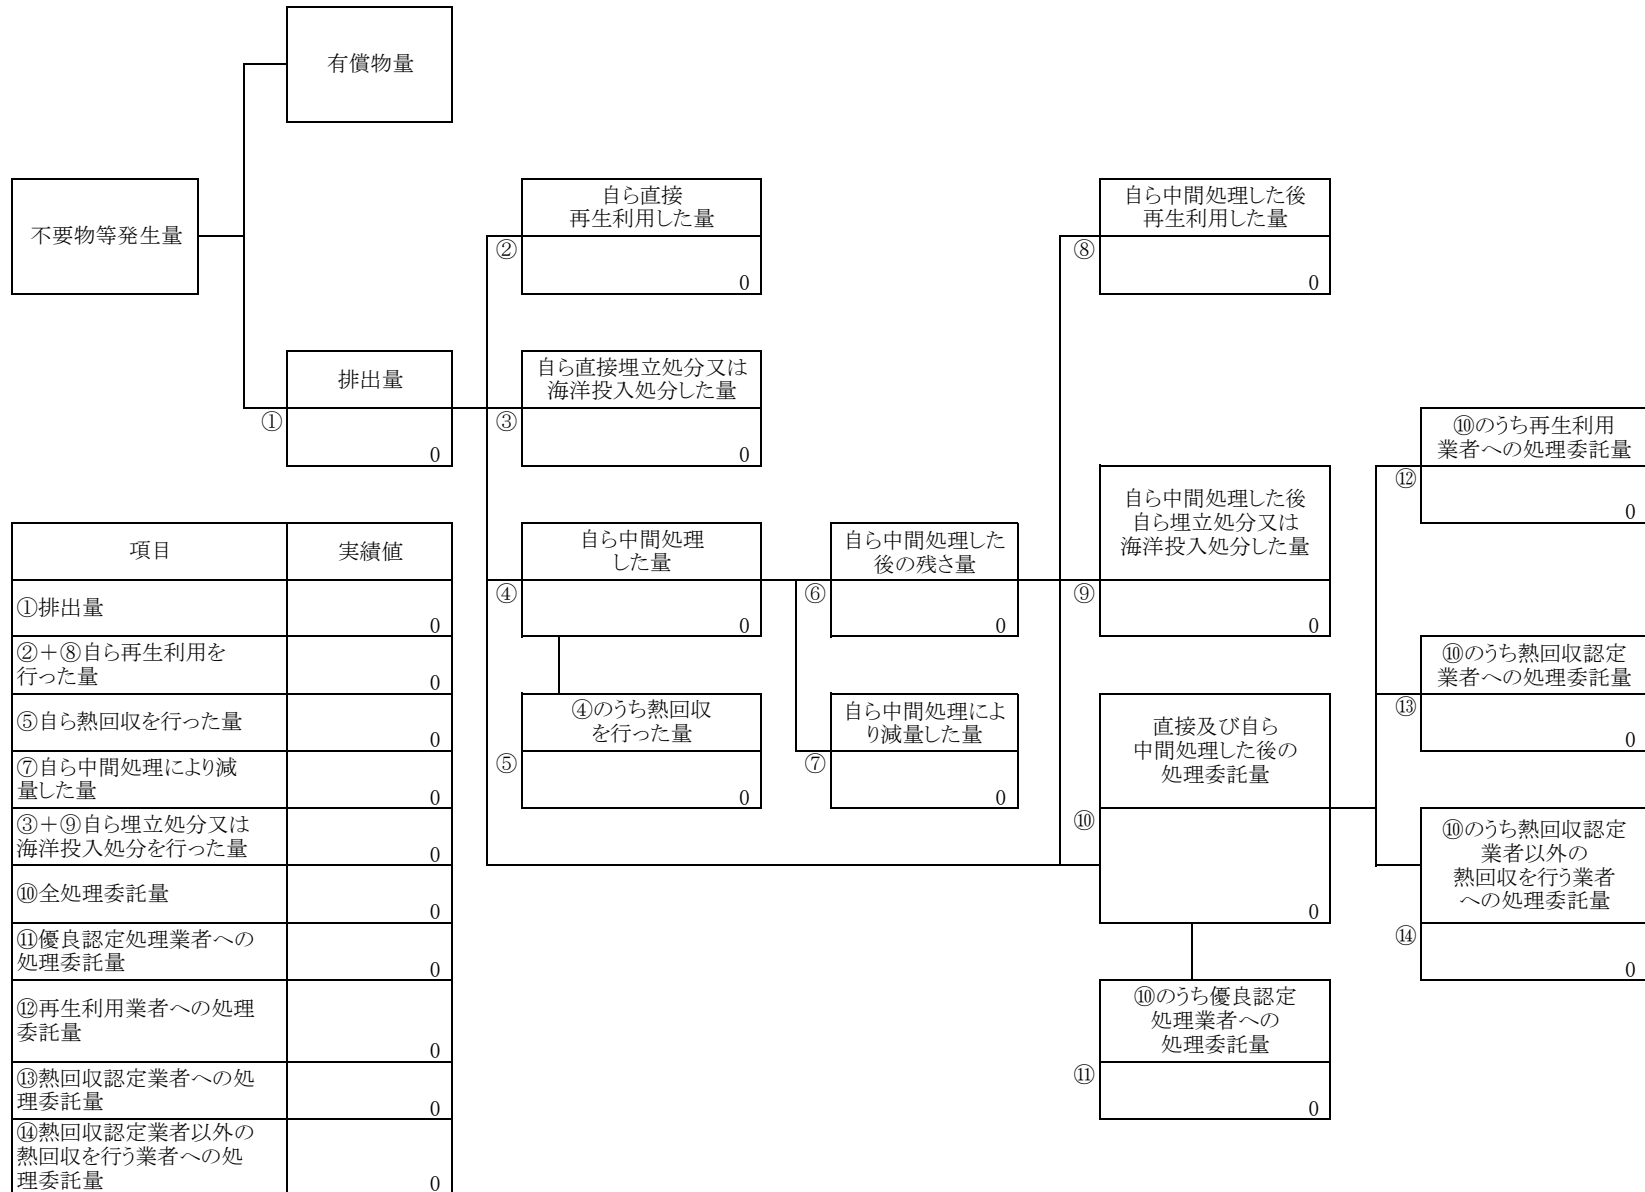 有償物量
不要物等発生量
排出量
①
0
自ら直接
再生利用した量
②
0
自ら直接埋立処分又は
海洋投入処分した量
③
0
自ら中間処理
した量
④
0
④のうち熱回収
を行った量
⑤
0
自ら中間処理した
後の残さ量
⑥
0
自ら中間処理によ
り減量した量
⑦
0
自ら中間処理した後
再生利用した量
⑧
0
自ら中間処理した後
自ら埋立処分又は
海洋投入処分した量
⑨
0
直接及び自ら
中間処理した後の
処理委託量
⑩
0
⑩のうち優良認定
処理業者への
処理委託量
⑪
0
⑩のうち再生利用
業者への処理委託量
⑫
0
⑩のうち熱回収認定
業者への処理委託量
⑬
0
⑩のうち熱回収認定
業者以外の
熱回収を行う業者
への処理委託量
⑭
0
項目 実績値
①排出量
0
②+⑧自ら再生利用を
行った量
0
⑤自ら熱回収を行った量
0
⑦自ら中間処理により減
量した量
0
③+⑨自ら埋立処分又は
海洋投入処分を行った量
0
⑩全処理委託量
0
⑪優良認定処理業者への
処理委託量
0
⑫再生利用業者への処理
委託量
0
⑬熱回収認定業者への処
理委託量
0
⑭熱回収認定業者以外の
熱回収を行う業者への処
理委託量
0